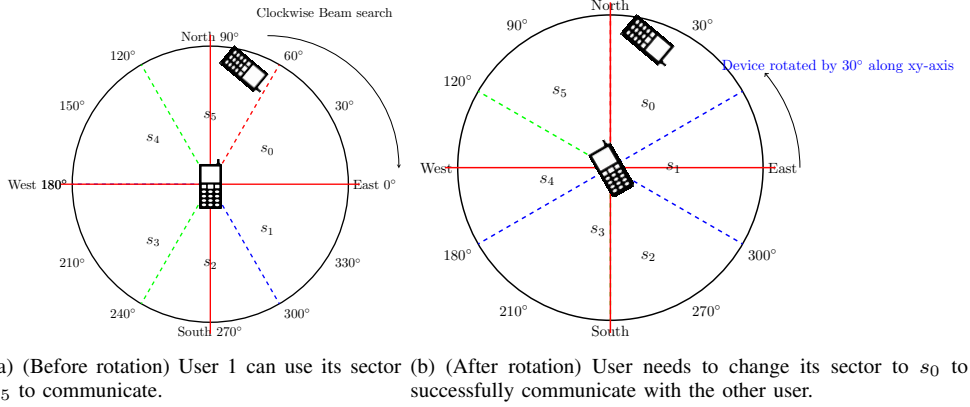 Clockwise Beam search
North 90°
120°
60°
150°
30°
s5
s4
s0
West 180°
East 0°
s3
s1
s2
210°
330°
240°
300°
South 270°
North
90°
30°
Device rotated by 30° along xy-axis
120°
s5
s0
West
s1
East
s4
s3
s2
180°
300°
210°
270°
South
a) (Before rotation) User 1 can use its sector
5 to communicate.
(b) (After rotation) User needs to change its sector to s0 to
successfully communicate with the other user.